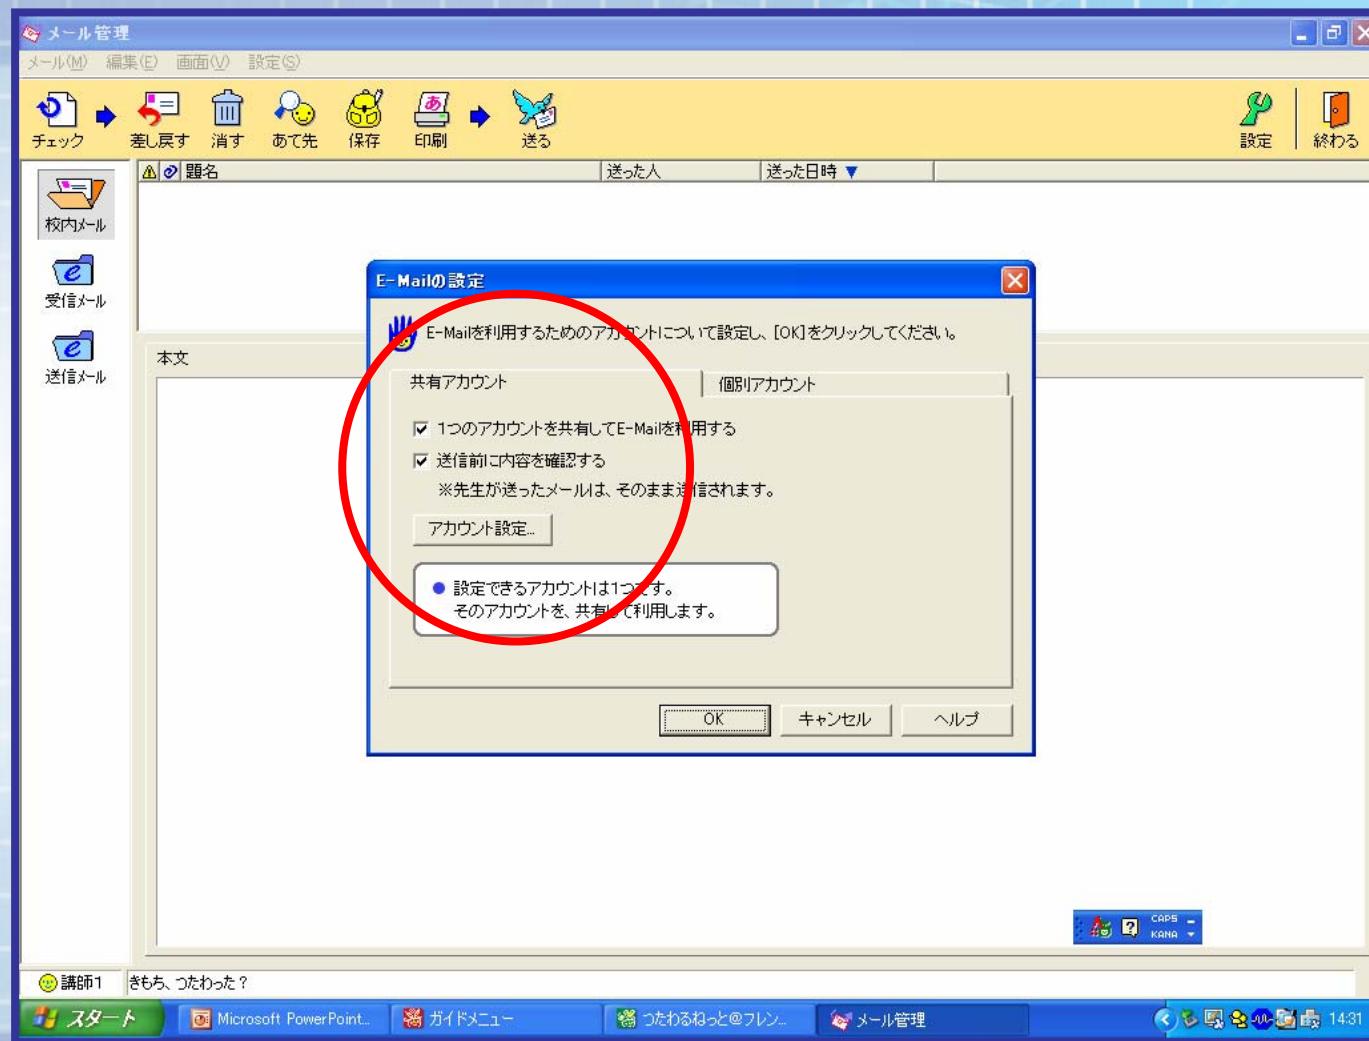 メール管理
メール(M) 編集(E) 画面(V) 設定(S)
チェック 差し戻す 消す あて先 保存 印刷 送る 設定 終わる
題名 送った人 送った日時 ▼
校内メール
受信メール
送信メール
本文
E-Mailの設定
E-Mailを利用するためのアカウントについて設定し、[OK]をクリックしてください。
共有アカウント 個別アカウント
1つのアカウントを共有してE-Mailを利用する
送信前に内容を確認する
※先生が送ったメールは、そのまま送信されます。
アカウント設定...
● 設定できるアカウントは1つです。
そのアカウントを、共有して利用します。
OK キャンセル ヘルプ
CAPS
KANA
講師1 きもち、つたわった?
スタート Microsoft PowerPoint... ガイドメニュー つたわるねっと@フレン... メール管理 14:31